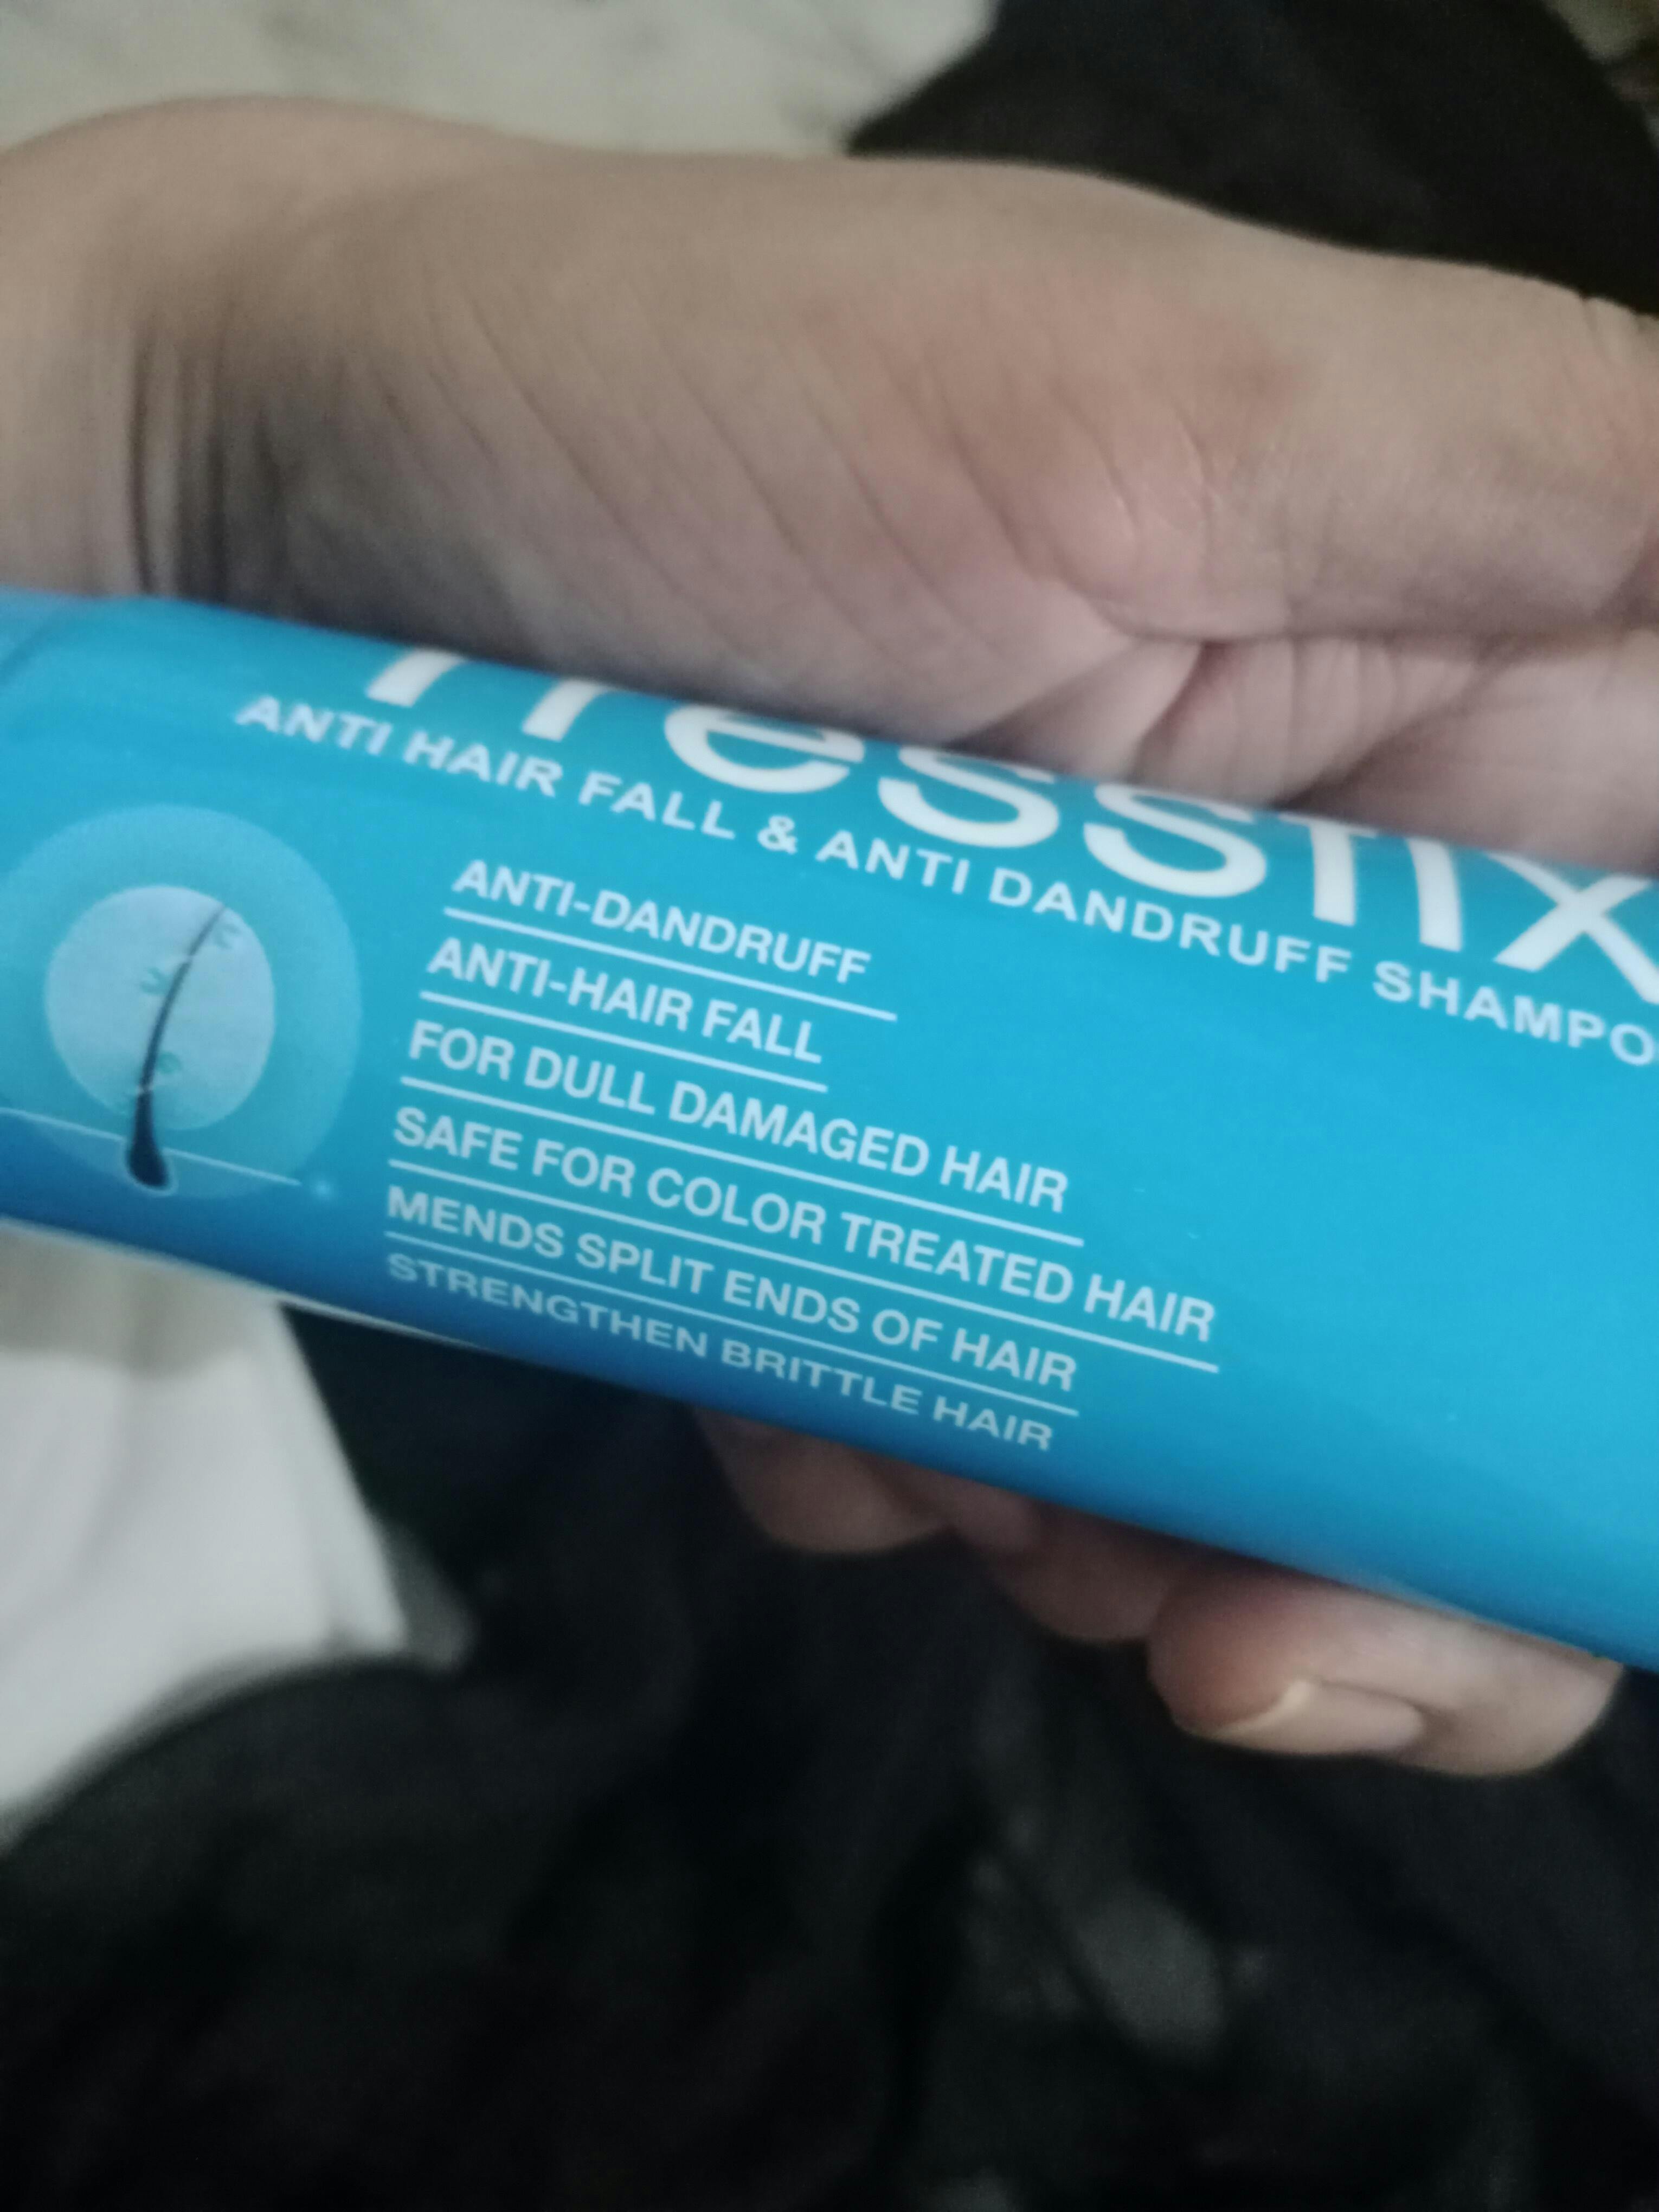 Tressfix
ANTI HAIR FALL & ANTI DANDRUFF SHAMPO
ANTI-DANDRUFF
ANTI-HAIR FALL
FOR DULL DAMAGED HAIR
SAFE FOR COLOR TREATED HAIR
MENDS SPLIT ENDS OF HAIR
STRENGTHEN BRITTLE HAIR